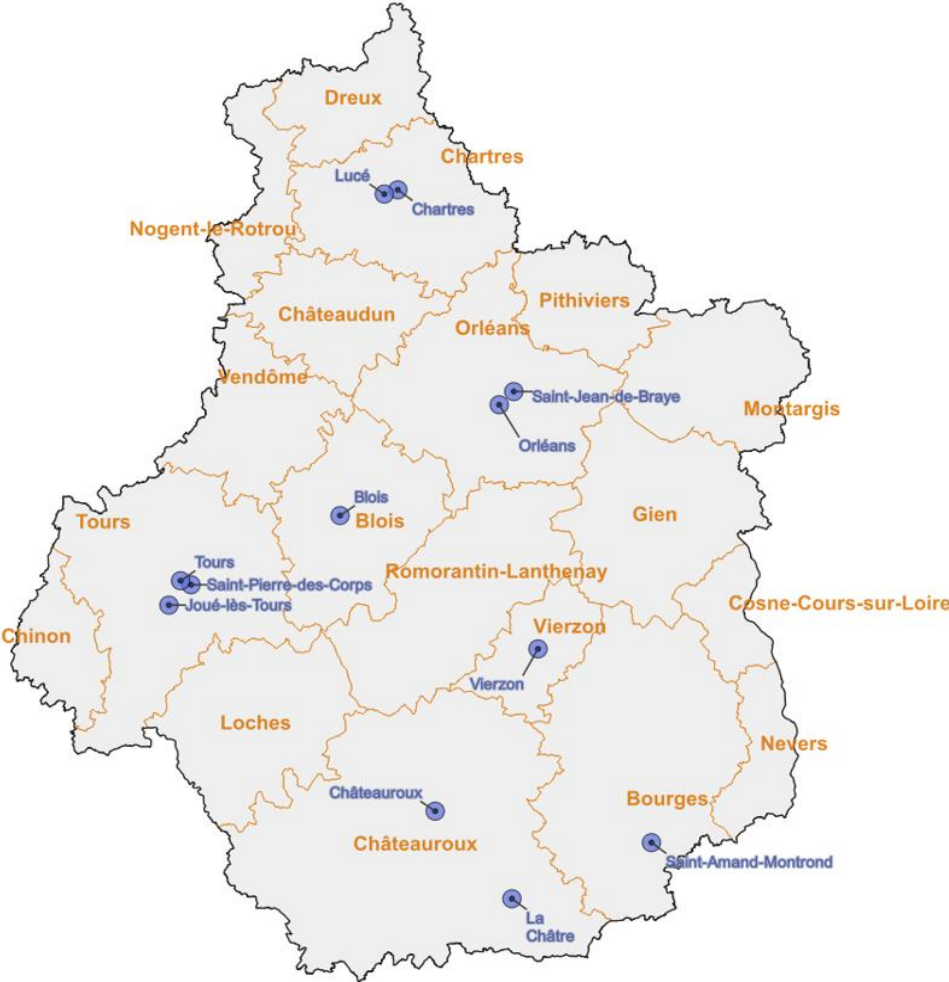 Dreux
Chartres
Lucé
Chartres
Nogent-le-Rotrou
Pithiviers
Châteaudun
Orléans
Vendôme
Saint-Jean-de-Braye
Montargis
Orléans
Blois
Gien
Blois
Tours
Tours
Romorantin-Lanthenay
Saint-Pierre-des-Corps
Joué-lès-Tours
Cosne-Cours-sur-Loire
Vierzon
Chinon
Vierzon
Loches
Nevers
Châteauroux
Bourges
Châteauroux
Saint-Amand-Montrond
La
Châtre